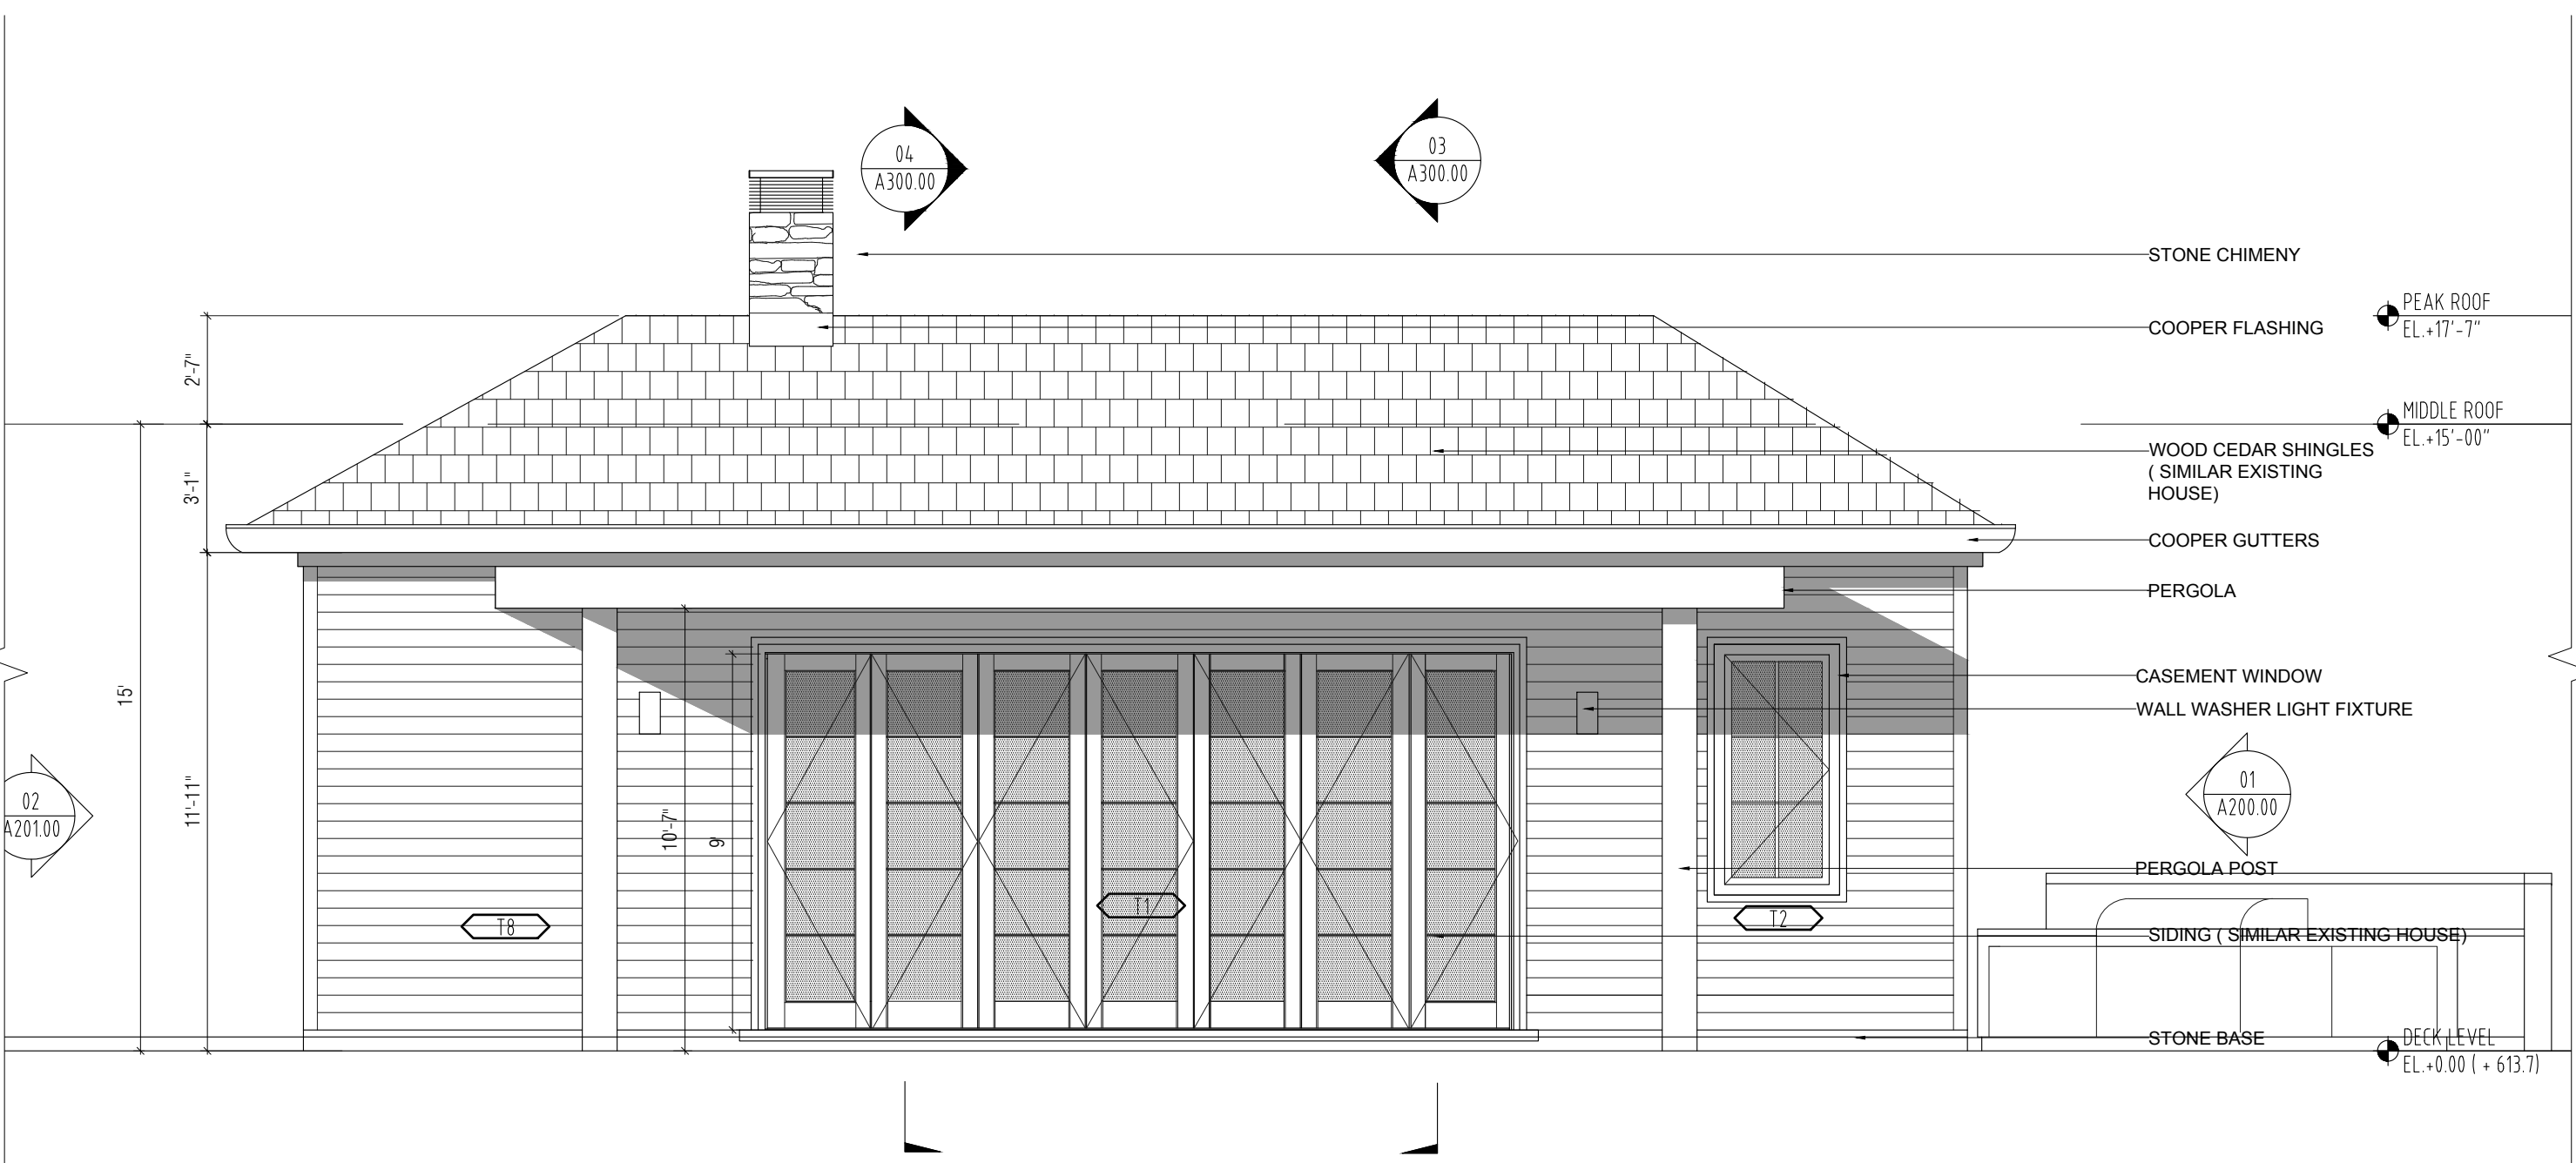 04
A300.00
03
A300.00
STONE CHIMENY
PEAK ROOF
EL.+17'-7"
COOPER FLASHING
2'-7"
MIDDLE ROOF
EL.+15'-00"
WOOD CEDAR SHINGLES
( SIMILAR EXISTING
HOUSE)
3'-1"
COOPER GUTTERS
PERGOLA
CASEMENT WINDOW
WALL WASHER LIGHT FIXTURE
15'
11'-11"
10'-7"
9'
02
A201.00
01
A200.00
PERGOLA POST
T8
T1
T2
SIDING ( SIMILAR EXISTING HOUSE)
STONE BASE
DECK LEVEL
EL.+0.00 ( + 613.7)